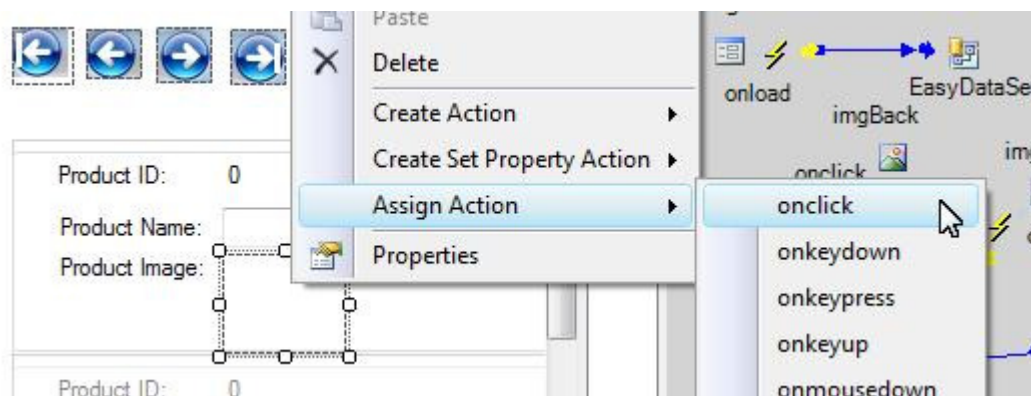 Paste
Delete
Create Action
Create Set Property Action
Assign Action
Properties
Product ID: 0
Product Name:
Product Image:
Product ID: 0
onload
EasyDataSe
imgBack
onclick
onclick
onkeydown
onkeypress
onkeyup
onmousedown